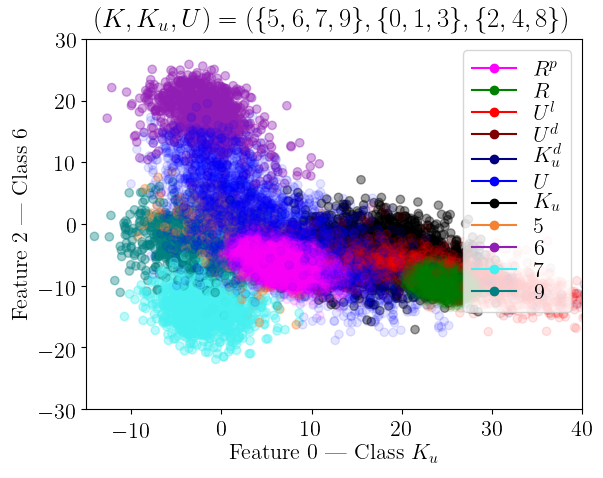 (K, K_u, U) = ({5, 6, 7, 9}, {0, 1, 3}, {2, 4, 8})
30
20
10
0
−10
−20
−30
Feature 2 — Class 6
R^p
R
U^l
U^d
K_u^d
U
K_u
5
6
7
9
−10
0
10
20
30
40
Feature 0 — Class K_u